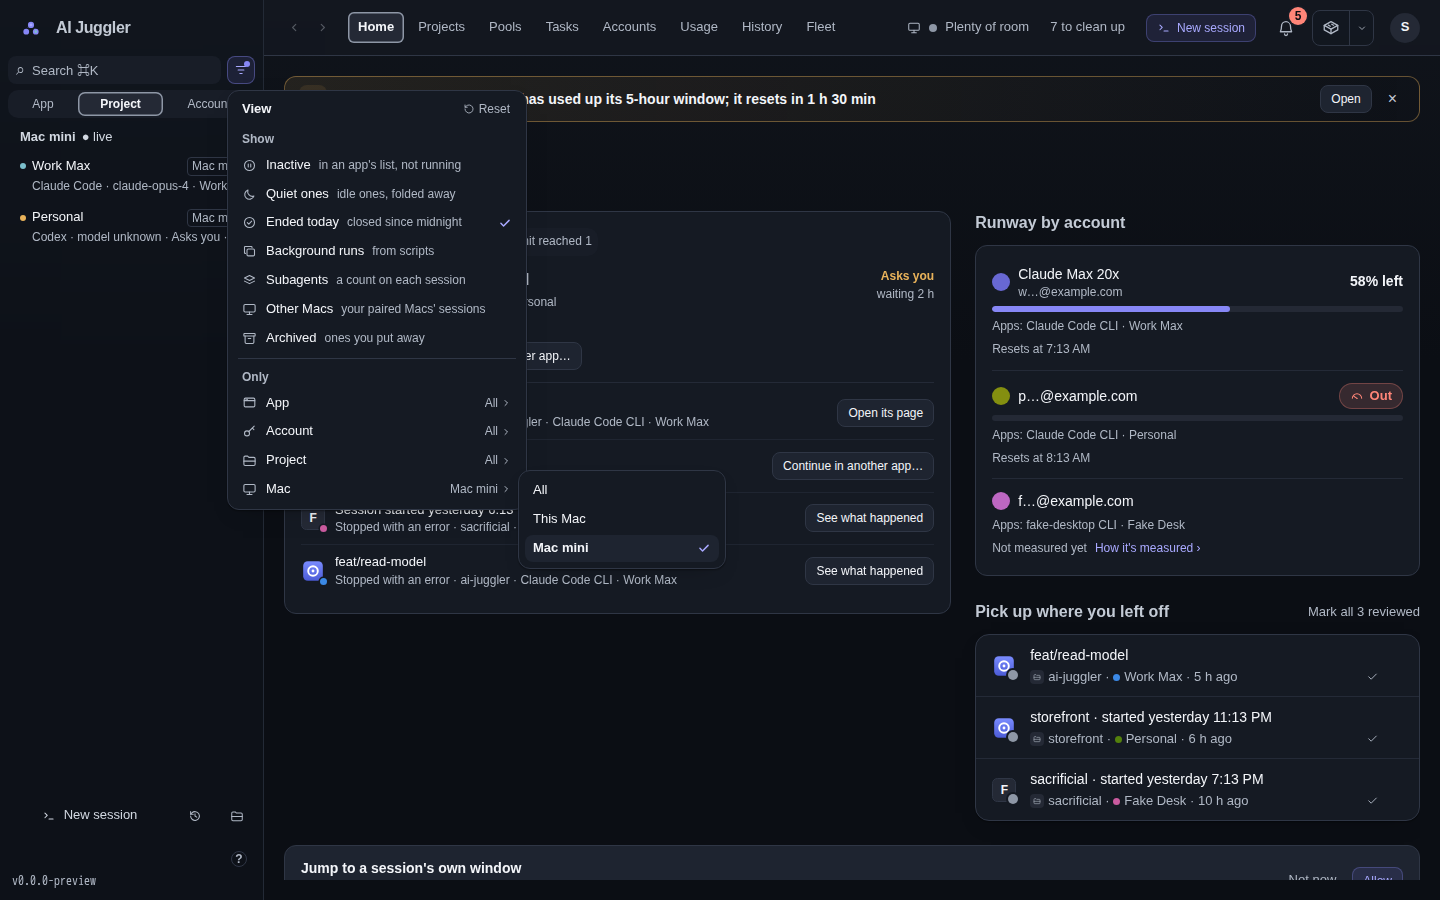 AI Juggler
Home
Projects
Pools
Tasks
Accounts
Usage
History
Fleet
Plenty of room
7 to clean up
New session
5
S
Search ⌘K
App
Project
Accoun
Mac mini ● live
Work Max
Mac m
Claude Code · claude-opus-4 · Work
Personal
Mac m
Codex · model unknown · Asks you ·
New session
?
v0.0.0-preview
has used up its 5-hour window; it resets in 1 h 30 min
Open
×
View
Reset
Show
Inactive in an app's list, not running
Quiet ones idle ones, folded away
Ended today closed since midnight
Background runs from scripts
Subagents a count on each session
Other Macs your paired Macs' sessions
Archived ones you put away
Only
App
All
Account
All
Project
All
Mac
Mac mini
All
This Mac
Mac mini
reached 1
Asks you
waiting 2 h
app…
· Claude Code CLI · Work Max
Open its page
Continue in another app…
F
Session started yesterday
Stopped with an error · sacrificial ·
See what happened
feat/read-model
Stopped with an error · ai-juggler · Claude Code CLI · Work Max
See what happened
Runway by account
Claude Max 20x
w…@example.com
58% left
Apps: Claude Code CLI · Work Max
Resets at 7:13 AM
p…@example.com
Out
Apps: Claude Code CLI · Personal
Resets at 8:13 AM
f…@example.com
Apps: fake-desktop CLI · Fake Desk
Not measured yet How it's measured ›
Pick up where you left off
Mark all 3 reviewed
feat/read-model
ai-juggler · Work Max · 5 h ago
storefront · started yesterday 11:13 PM
storefront · Personal · 6 h ago
F
sacrificial · started yesterday 7:13 PM
sacrificial · Fake Desk · 10 h ago
Jump to a session's own window
Not now
Allow